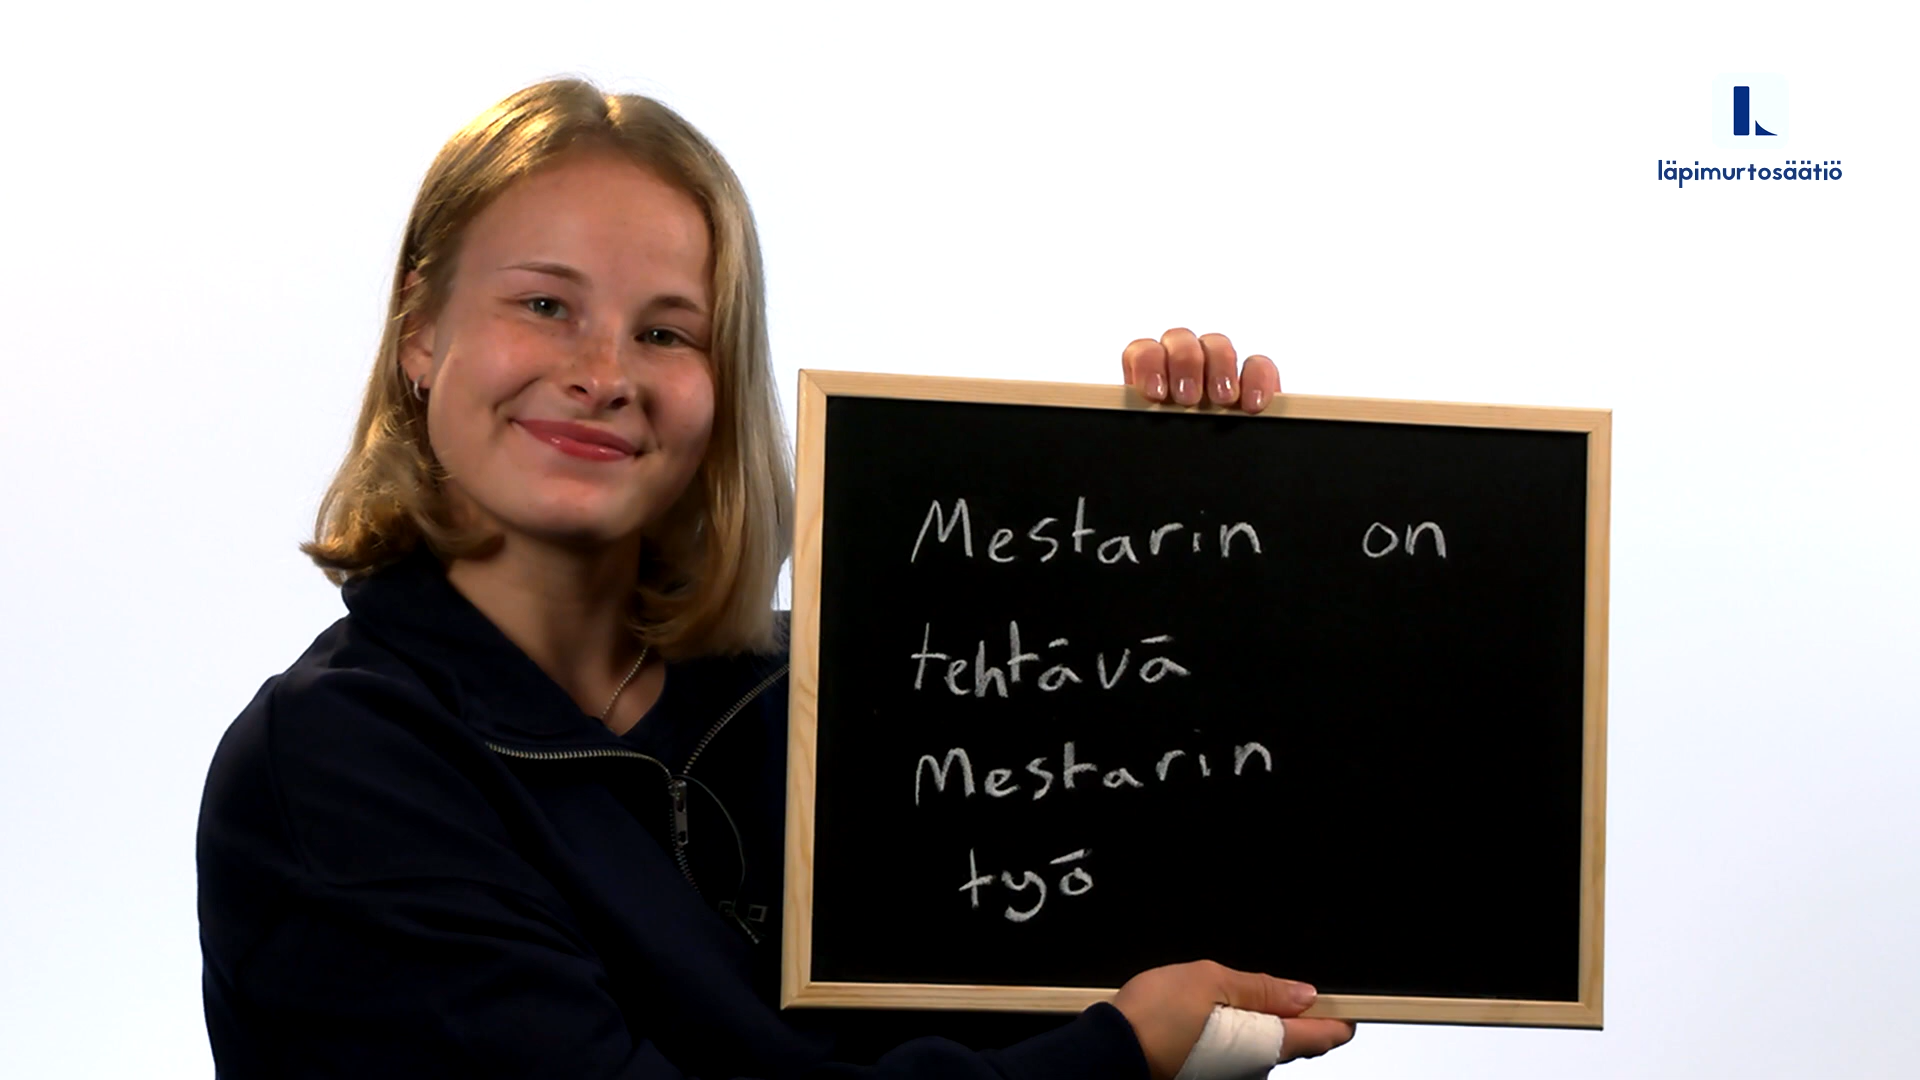 läpimurtosäätiö
Mestarin on
tehtävä
Mestarin
työ